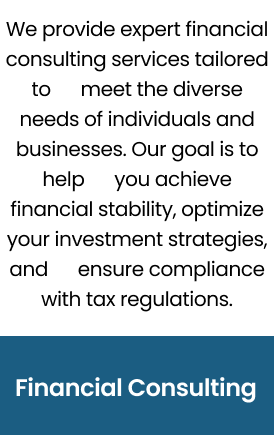 We provide expert financial
consulting services tailored
to meet the diverse
needs of individuals and
businesses. Our goal is to
help you achieve
financial stability, optimize
your investment strategies,
and ensure compliance
with tax regulations.
Financial Consulting